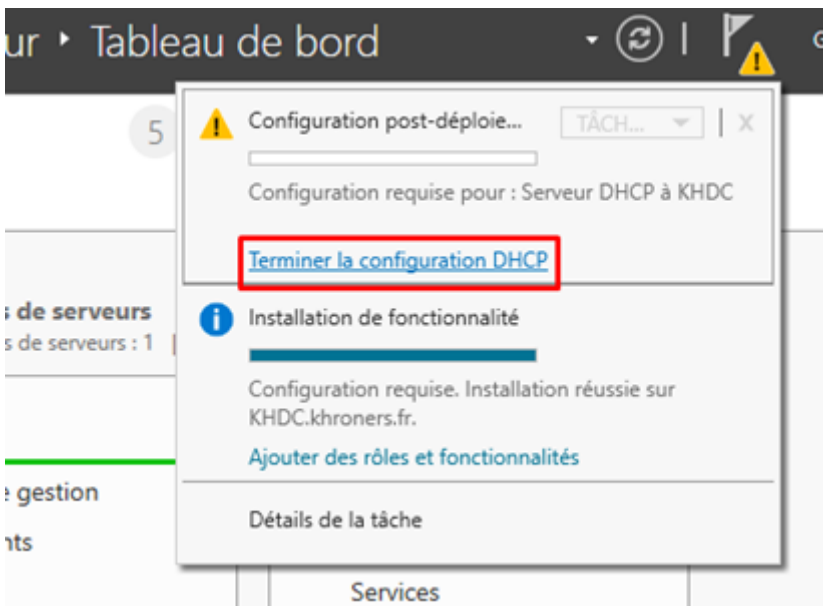 ur ‣ Tableau de bord
5
Configuration post-déploie...
TÂCH...
X
Configuration requise pour : Serveur DHCP à KHDC
Terminer la configuration DHCP
s de serveurs
s de serveurs : 1 |
Installation de fonctionnalité
Configuration requise. Installation réussie sur
KHDC.khroners.fr.
Ajouter des rôles et fonctionnalités
e gestion
Détails de la tâche
nts
Services